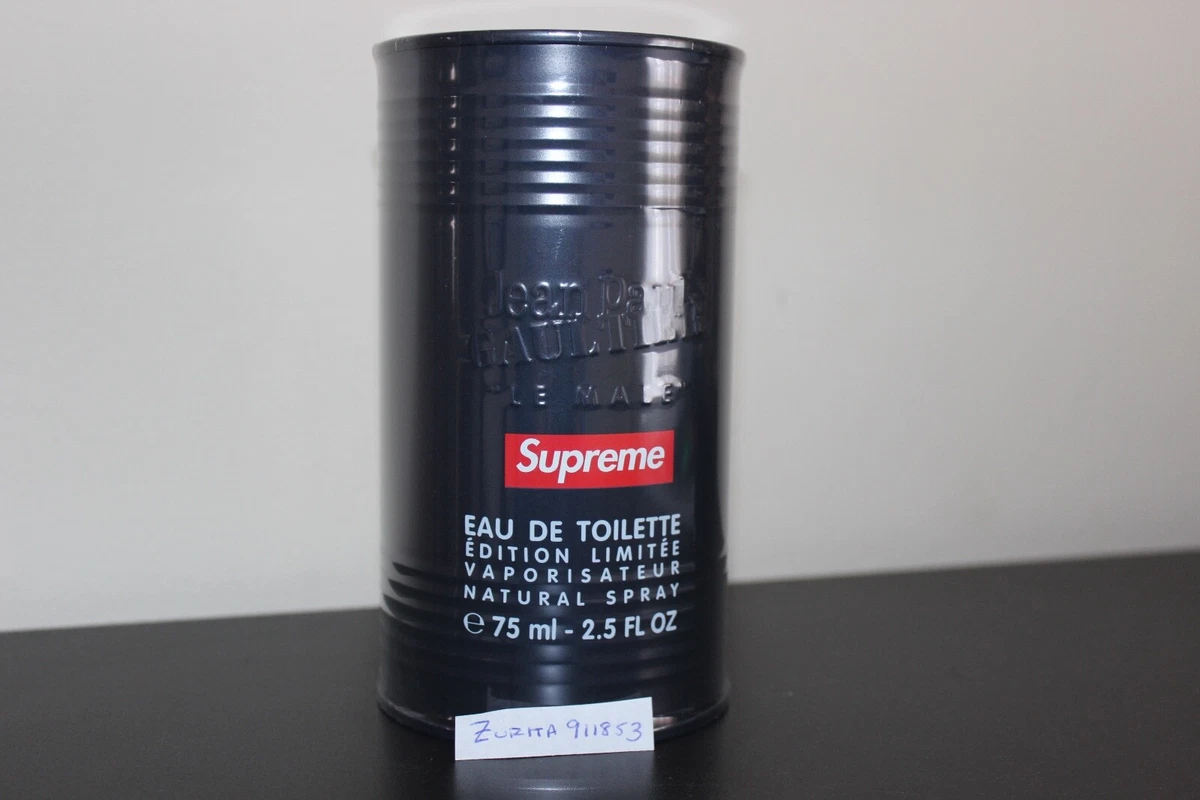 Jean Paul
GAULTIER
"LE MALE"
Supreme
EAU DE TOILETTE
ÉDITION LIMITÉE
VAPORISATEUR
NATURAL SPRAY
℮ 75 ml - 2.5 FL OZ
ZURITA 911853